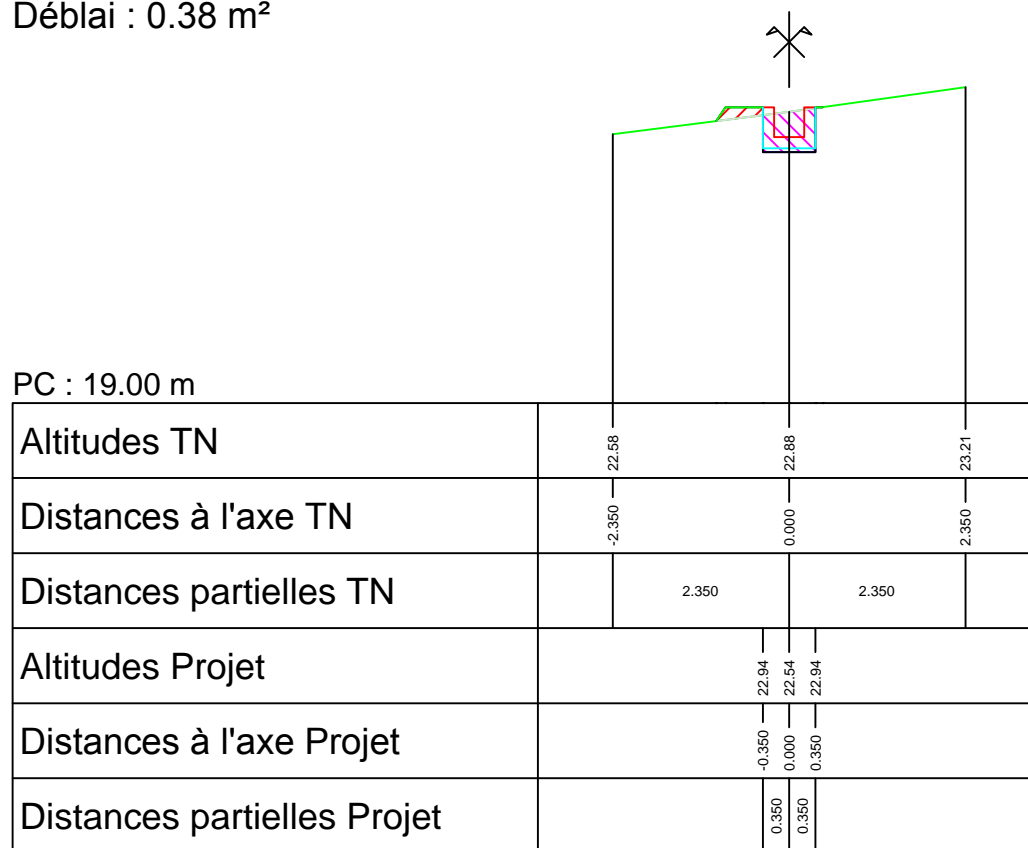 Déblai : 0.38 m²
PC : 19.00 m
Altitudes TN 22.58 22.88 23.21
Distances à l'axe TN -2.350 0.000 2.350
Distances partielles TN 2.350 2.350
Altitudes Projet 22.94 22.54 22.94
Distances à l'axe Projet -0.350 0.000 0.350
Distances partielles Projet 0.350 0.350